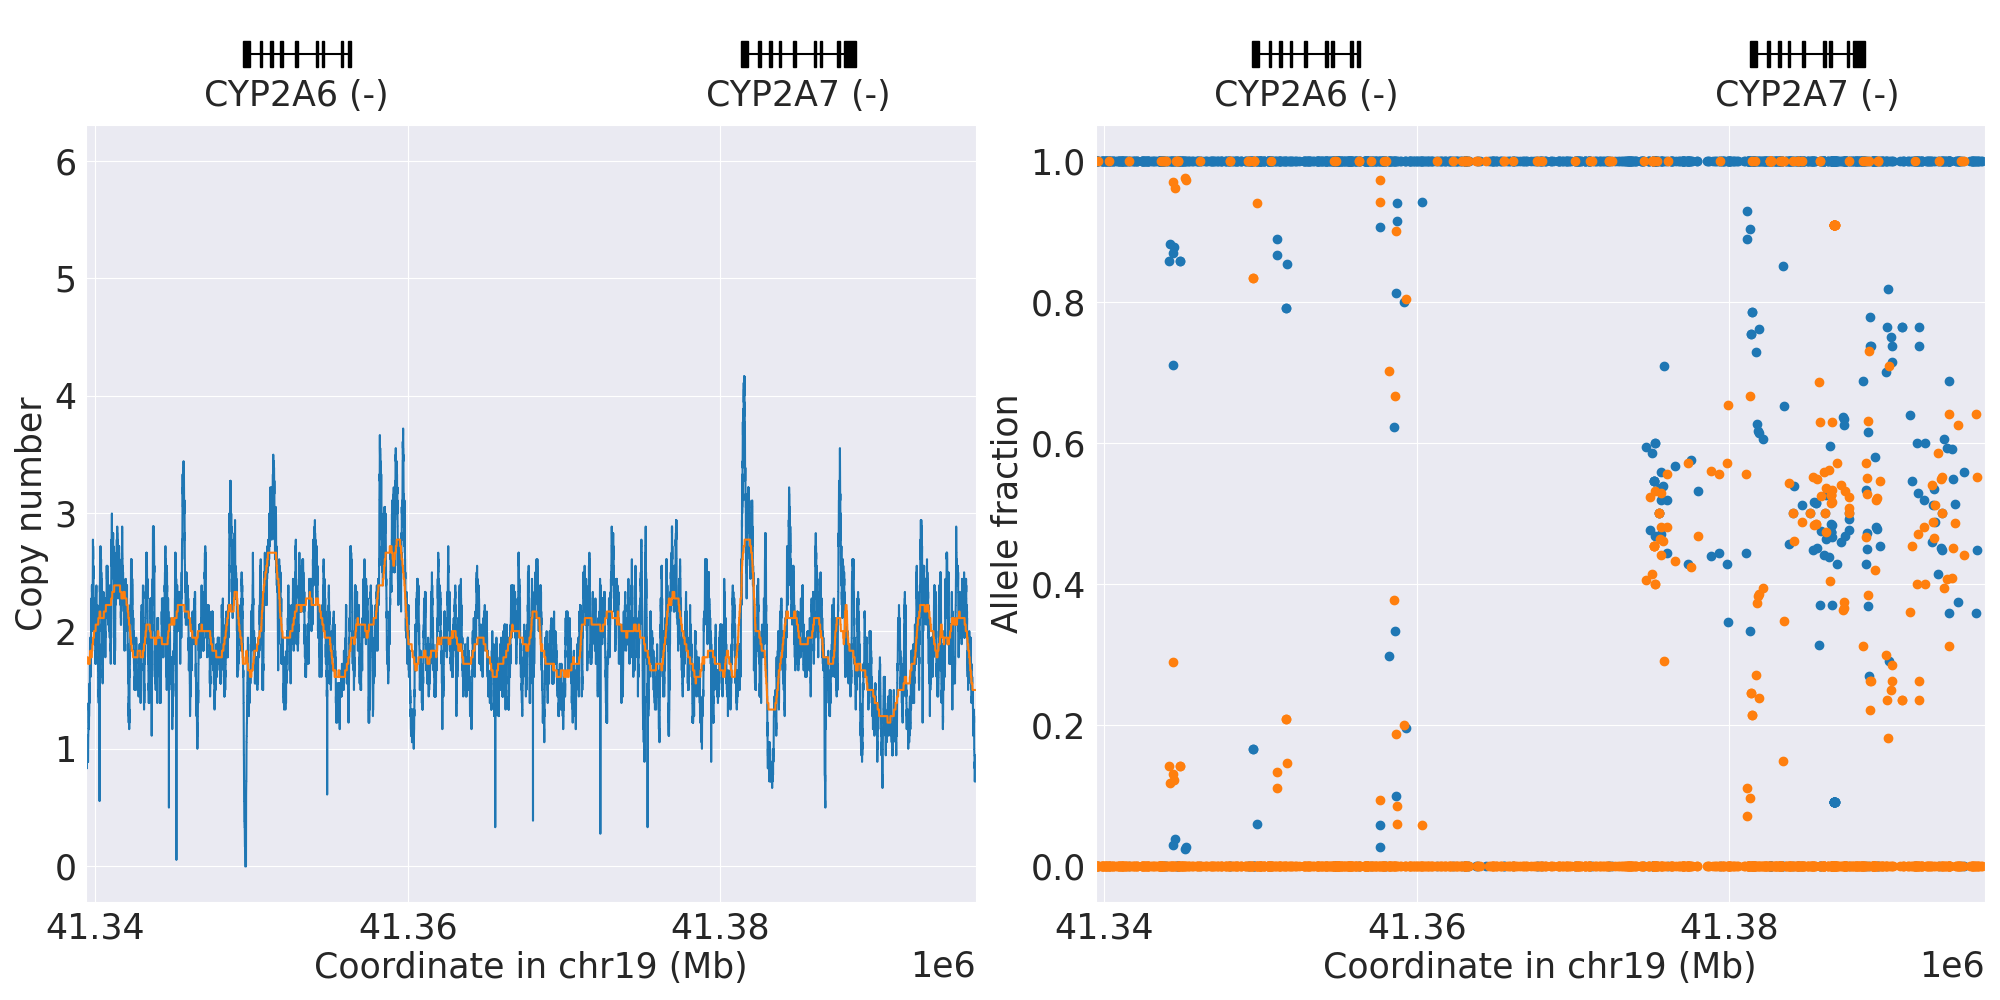 CYP2A6 (-)
CYP2A7 (-)
Copy number
6
5
4
3
2
1
0
41.34
41.36
41.38
Coordinate in chr19 (Mb)
1e6
CYP2A6 (-)
CYP2A7 (-)
Allele fraction
1.0
0.8
0.6
0.4
0.2
0.0
41.34
41.36
41.38
Coordinate in chr19 (Mb)
1e6